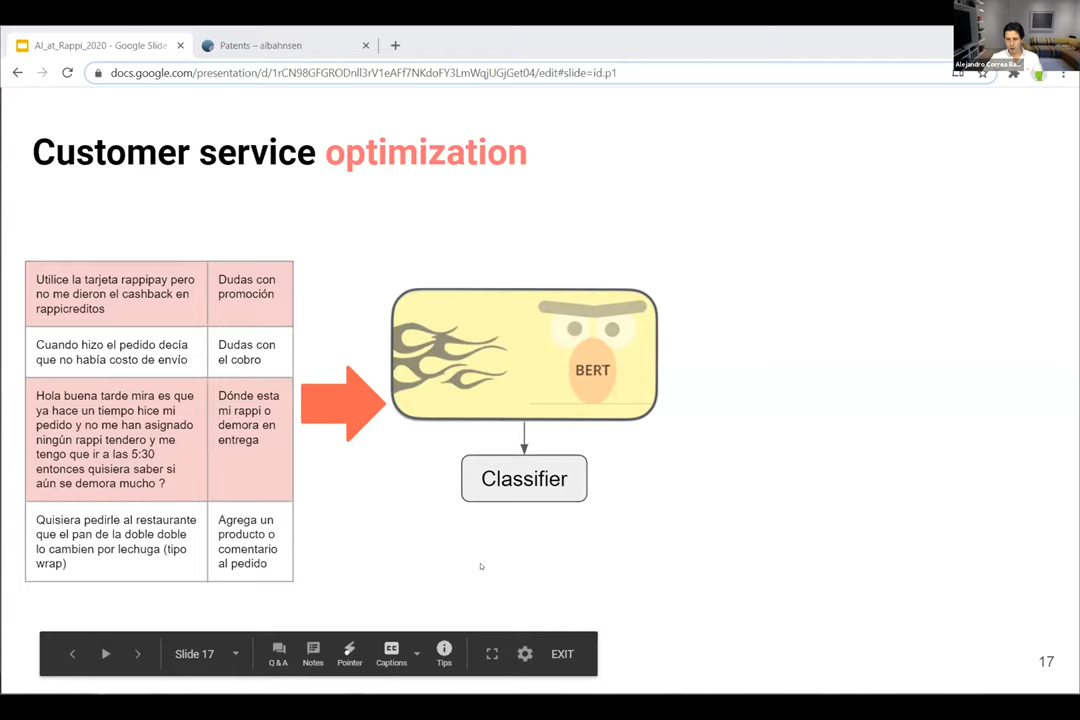 AI_at_Rappi_2020 - Google Slide
Patents – albahnsen
docs.google.com/presentation/d/1rCN98GFGRODnll3rV1eAFf7NKdoFY3LmWqjUGjGet04/edit#slide=id.p1
Alejandro Correa Ba...
Customer service optimization
Utilice la tarjeta rappipay pero
no me dieron el cashback en
rappicreditos
Dudas con
promoción
Cuando hizo el pedido decía
que no había costo de envío
Dudas con
el cobro
Hola buena tarde mira es que
ya hace un tiempo hice mi
pedido y no me han asignado
ningún rappi tendero y me
tengo que ir a las 5:30
entonces quisiera saber si
aún se demora mucho ?
Dónde esta
mi rappi o
demora en
entrega
Quisiera pedirle al restaurante
que el pan de la doble doble
lo cambien por lechuga (tipo
wrap)
Agrega un
producto o
comentario
al pedido
BERT
Classifier
Slide 17
Q & A
Notes
Pointer
CC
Captions
Tips
EXIT
17